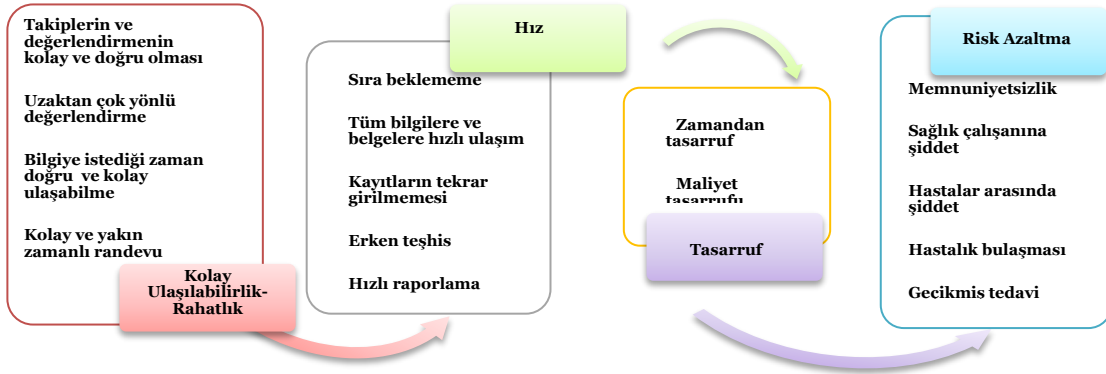 Takiplerin ve
değerlendirmenin
kolay ve doğru olması
Uzaktan çok yönlü
değerlendirme
Bilgiye istediği zaman
doğru ve kolay
ulaşabilme
Kolay ve yakın
zamanlı randevu
Kolay
Ulaşılabilirlik-
Rahatlık
Hız
Sıra beklememe
Tüm bilgilere ve
belgelere hızlı ulaşım
Kayıtların tekrar
girilmemesi
Erken teşhis
Hızlı raporlama
Zamandan
tasarruf
Maliyet
tasarrufu
Tasarruf
Risk Azaltma
Memnuniyetsizlik
Sağlık çalışanına
şiddet
Hastalar arasında
şiddet
Hastalık bulaşması
Gecikmiş tedavi